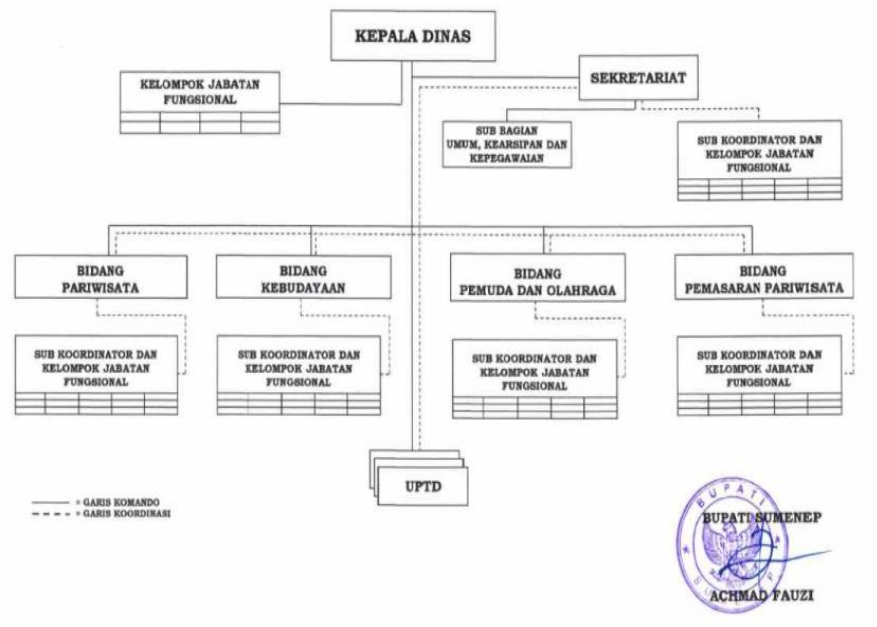 KEPALA DINAS
KELOMPOK JABATAN
FUNGSIONAL
SEKRETARIAT
SUB BAGIAN
UMUM, KEARSIPAN DAN
KEPEGAWAIAN
SUB KOORDINATOR DAN
KELOMPOK JABATAN
FUNGSIONAL
BIDANG
PARIWISATA
BIDANG
KEBUDAYAAN
BIDANG
PEMUDA DAN OLAHRAGA
BIDANG
PEMASARAN PARIWISATA
SUB KOORDINATOR DAN
KELOMPOK JABATAN
FUNGSIONAL
SUB KOORDINATOR DAN
KELOMPOK JABATAN
FUNGSIONAL
SUB KOORDINATOR DAN
KELOMPOK JABATAN
FUNGSIONAL
SUB KOORDINATOR DAN
KELOMPOK JABATAN
FUNGSIONAL
UPTD
= GARIS KOMANDO
= GARIS KOORDINASI
BUPATI
BUPATI SUMENEP
ACHMAD FAUZI